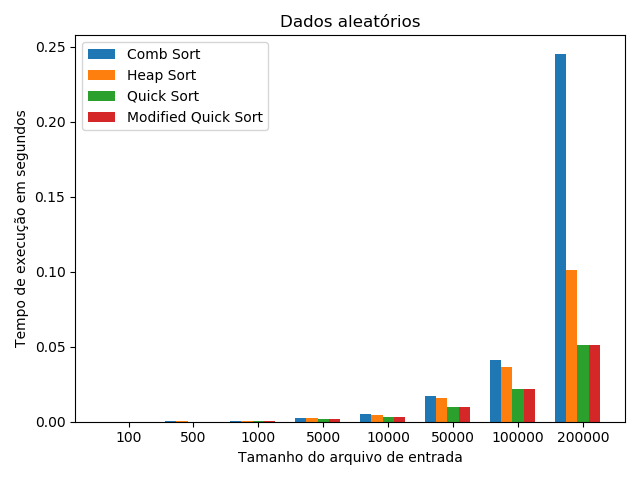 Dados aleatórios
Comb Sort
Heap Sort
Quick Sort
Modified Quick Sort
Tempo de execução em segundos
0.25
0.20
0.15
0.10
0.05
0.00
100 500 1000 5000 10000 50000 100000 200000
Tamanho do arquivo de entrada